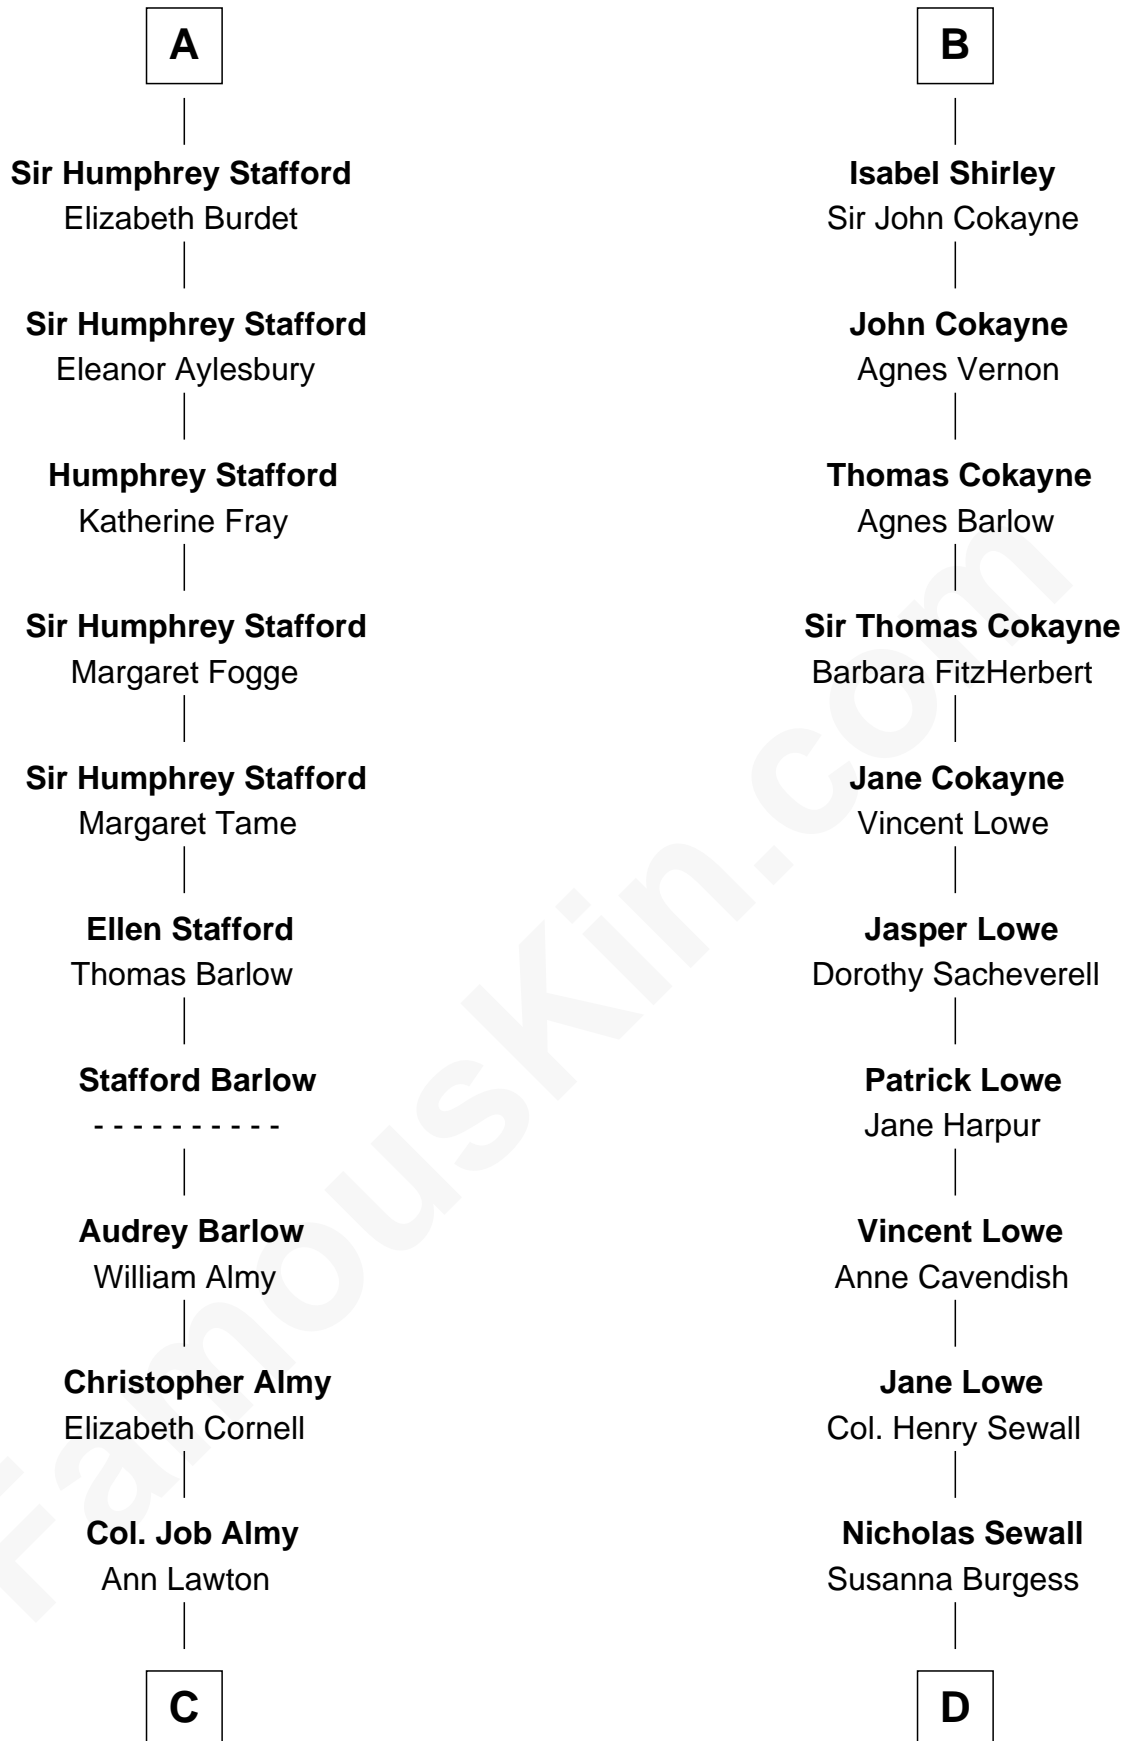 A
Sir Humphrey Stafford
Elizabeth Burdet
Sir Humphrey Stafford
Eleanor Aylesbury
Humphrey Stafford
Katherine Fray
Sir Humphrey Stafford
Margaret Fogge
Sir Humphrey Stafford
Margaret Tame
Ellen Stafford
Thomas Barlow
Stafford Barlow
- - - - - - - - - -
Audrey Barlow
William Almy
Christopher Almy
Elizabeth Cornell
Col. Job Almy
Ann Lawton
C
B
Isabel Shirley
Sir John Cokayne
John Cokayne
Agnes Vernon
Thomas Cokayne
Agnes Barlow
Sir Thomas Cokayne
Barbara FitzHerbert
Jane Cokayne
Vincent Lowe
Jasper Lowe
Dorothy Sacheverell
Patrick Lowe
Jane Harpur
Vincent Lowe
Anne Cavendish
Jane Lowe
Col. Henry Sewall
Nicholas Sewall
Susanna Burgess
D
FamousKin.com